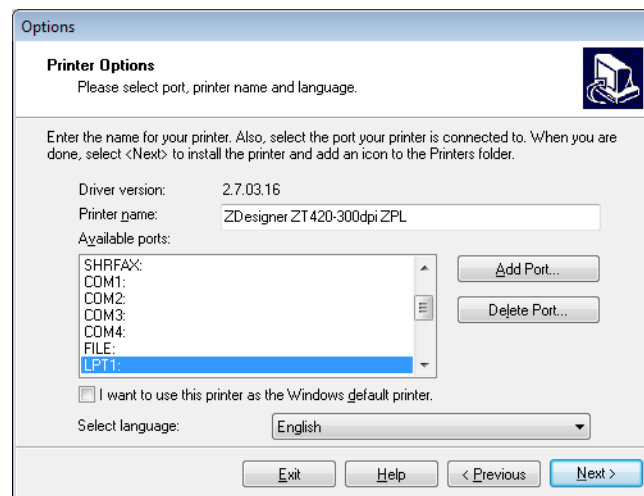 Options
Printer Options
Please select port, printer name and language.
Enter the name for your printer. Also, select the port your printer is connected to. When you are
done, select <Next> to install the printer and add an icon to the Printers folder.
Driver version: 2.7.03.16
Printer name: ZDesigner ZT420-300dpi ZPL
Available ports:
SHRFAX:
COM1:
COM2:
COM3:
COM4:
FILE:
LPT1:
Add Port...
Delete Port...
I want to use this printer as the Windows default printer.
Select language: English
Exit Help < Previous Next >